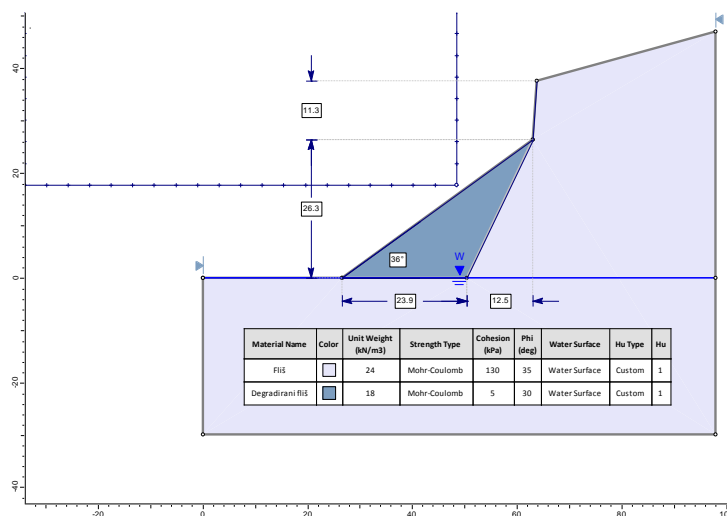 40
20
0
-20
-40
11.3
26.3
36°
W
23.9
12.5
Material Name Color Unit Weight (kN/m3) Strength Type Cohesion (kPa) Phi (deg) Water Surface Hu Type Hu
Fliš 24 Mohr-Coulomb 130 35 Water Surface Custom 1
Degradirani fliš 18 Mohr-Coulomb 5 30 Water Surface Custom 1
-20 0 20 40 60 80